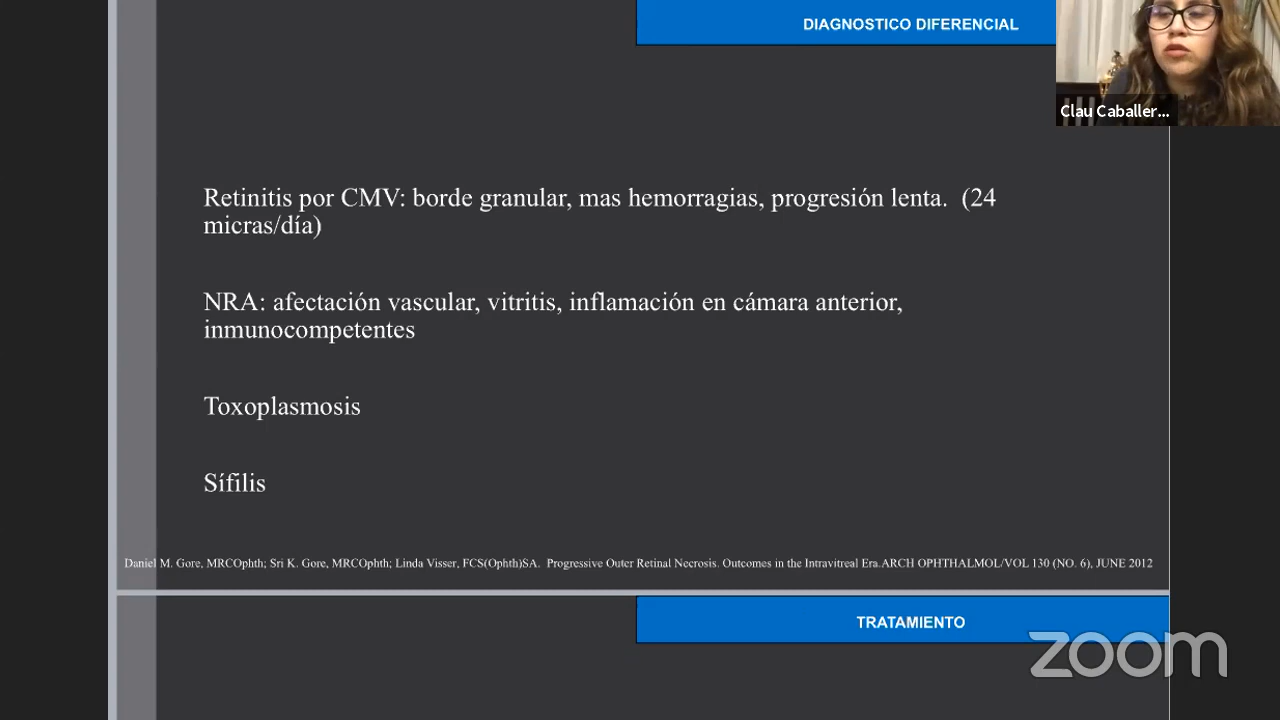 DIAGNOSTICO DIFERENCIAL
Clau Caballer...
Retinitis por CMV: borde granular, mas hemorragias, progresión lenta. (24
micras/día)
NRA: afectación vascular, vitritis, inflamación en cámara anterior,
inmunocompetentes
Toxoplasmosis
Sífilis
Daniel M. Gore, MRCOphth; Sri K. Gore, MRCOphth; Linda Visser, FCS(Ophth)SA. Progressive Outer Retinal Necrosis. Outcomes in the Intravitreal Era.ARCH OPHTHALMOL/VOL 130 (NO. 6), JUNE 2012
TRATAMIENTO
zoom